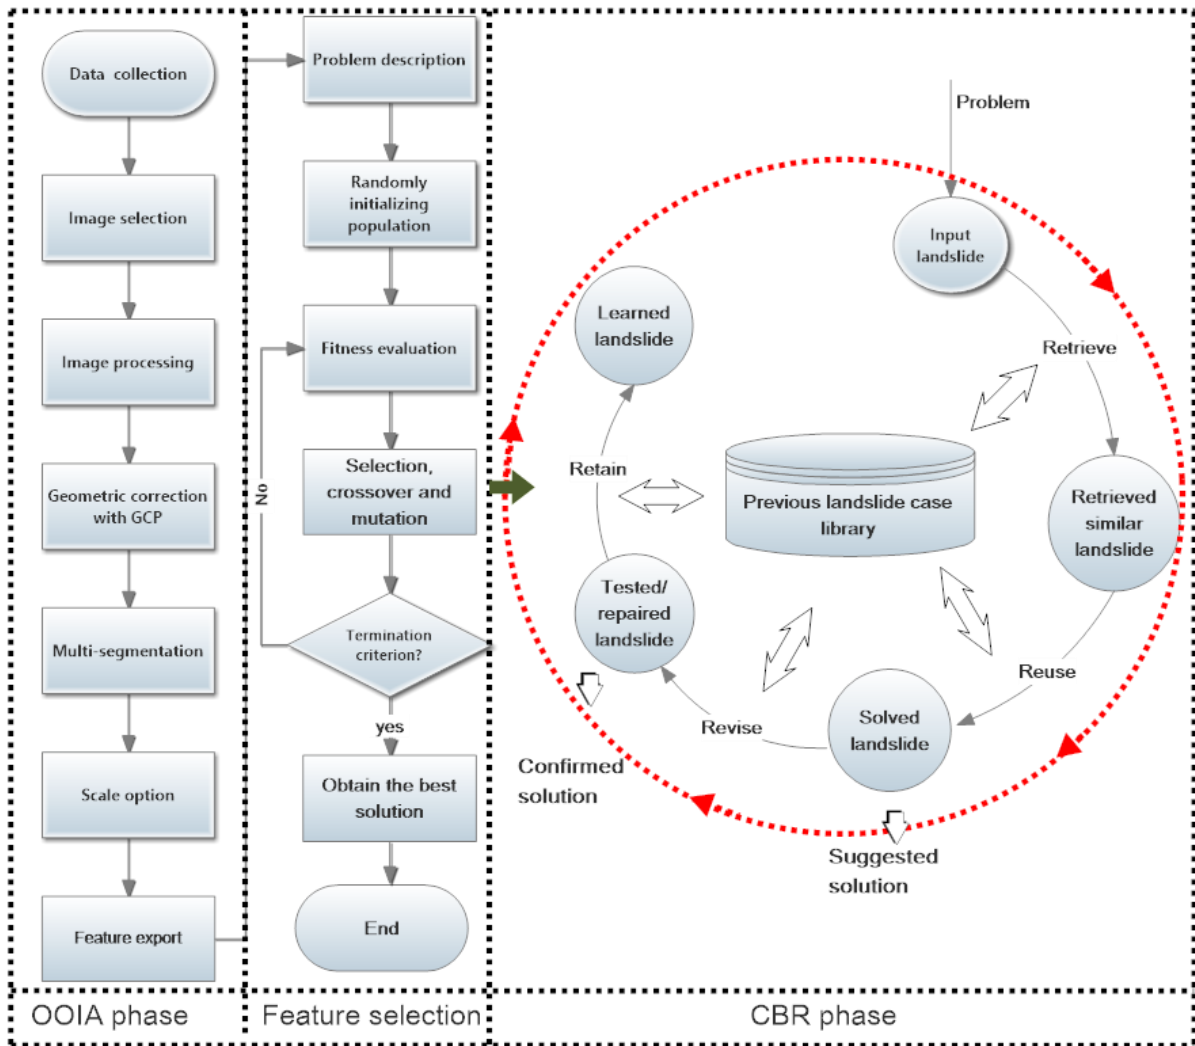 Data collection
Image selection
Image processing
Geometric correction
with GCP
Multi-segmentation
Scale option
Feature export
OOIA phase
Problem description
Randomly
initializing
population
Fitness evaluation
Selection,
crossover and
mutation
No
Termination
criterion?
yes
Obtain the best
solution
End
Feature selection
Problem
Input
landslide
Retrieve
Retrieved
similar
landslide
Reuse
Solved
landslide
Suggested
solution
Revise
Tested/
repaired
landslide
Confirmed
solution
Retain
Learned
landslide
Previous landslide case
library
CBR phase